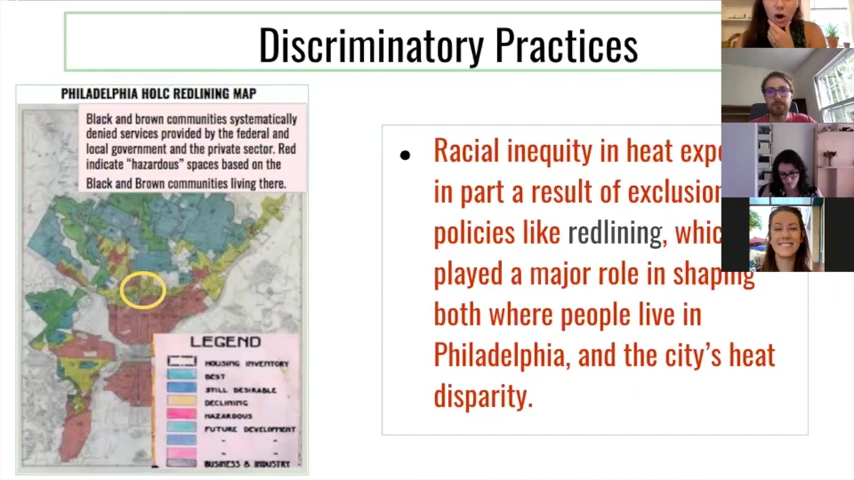 Discriminatory Practices
PHILADELPHIA HOLC REDLINING MAP
Black and brown communities systematically
denied services provided by the federal and
local government and the private sector. Red
indicate "hazardous" spaces based on the
Black and Brown communities living there.
LEGEND
HOUSING INVENTORY
BEST
STILL DESIRABLE
DECLINING
HAZARDOUS
FUTURE DEVELOPMENT
" "
" "
BUSINESS & INDUSTRY
• Racial inequity in heat expo
in part a result of exclusion
policies like redlining, whic
played a major role in shaping
both where people live in
Philadelphia, and the city's heat
disparity.